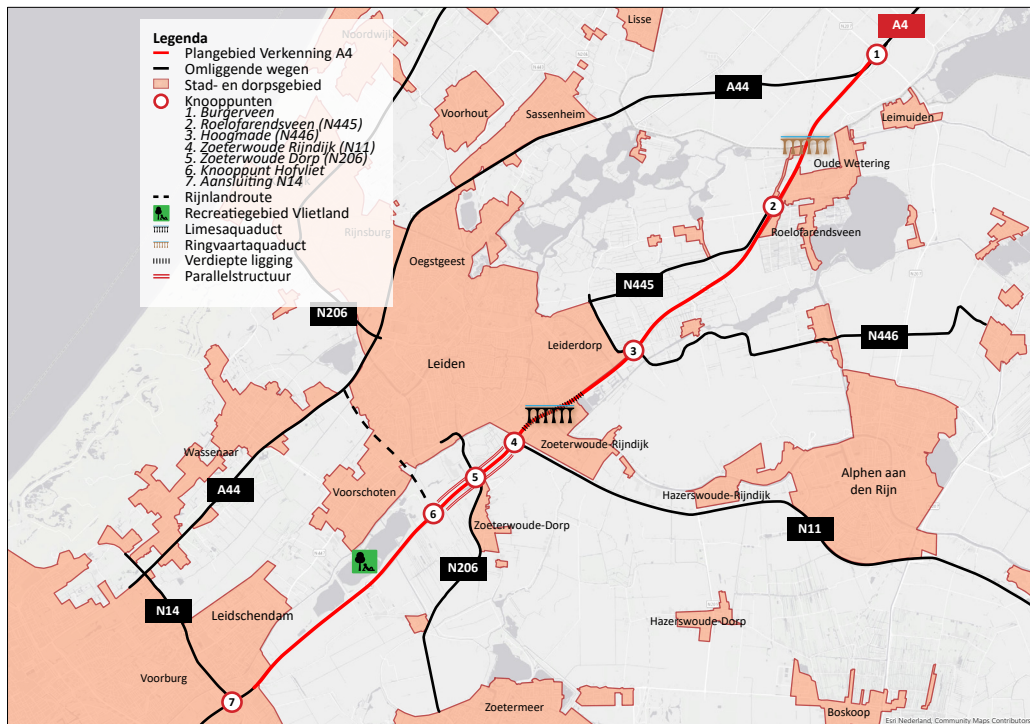 Legenda
Plangebied Verkenning A4
Omliggende wegen
Stad- en dorpsgebied
Knooppunten
1. Burgerveen
2. Roelofarendsveen (N445)
3. Hoogmade (N446)
4. Zoeterwoude Rijndijk (N11)
5. Zoeterwoude Dorp (N206)
6. Knooppunt Hofvliet
7. Aansluiting N14
Rijnlandroute
Recreatiegebied Vlietland
Limesaquaduct
Ringvaartaquaduct
Verdiepte ligging
Parallelstructuur
Noordwijk
Lisse
A4
1
A44
Voorhout
Sassenheim
Leimuiden
Oude Wetering
2
Roelofarendsveen
Rijnsburg
Oegstgeest
N445
N206
Leiderdorp
3
N446
Leiden
4
Zoeterwoude-Rijndijk
Wassenaar
A44
Voorschoten
5
6
Zoeterwoude-Dorp
Hazerswoude-Rijndijk
Alphen aan
den Rijn
N11
N206
N14
Leidschendam
Hazerswoude-Dorp
Voorburg
7
Zoetermeer
Boskoop
Esri Nederland, Community Maps Contributors